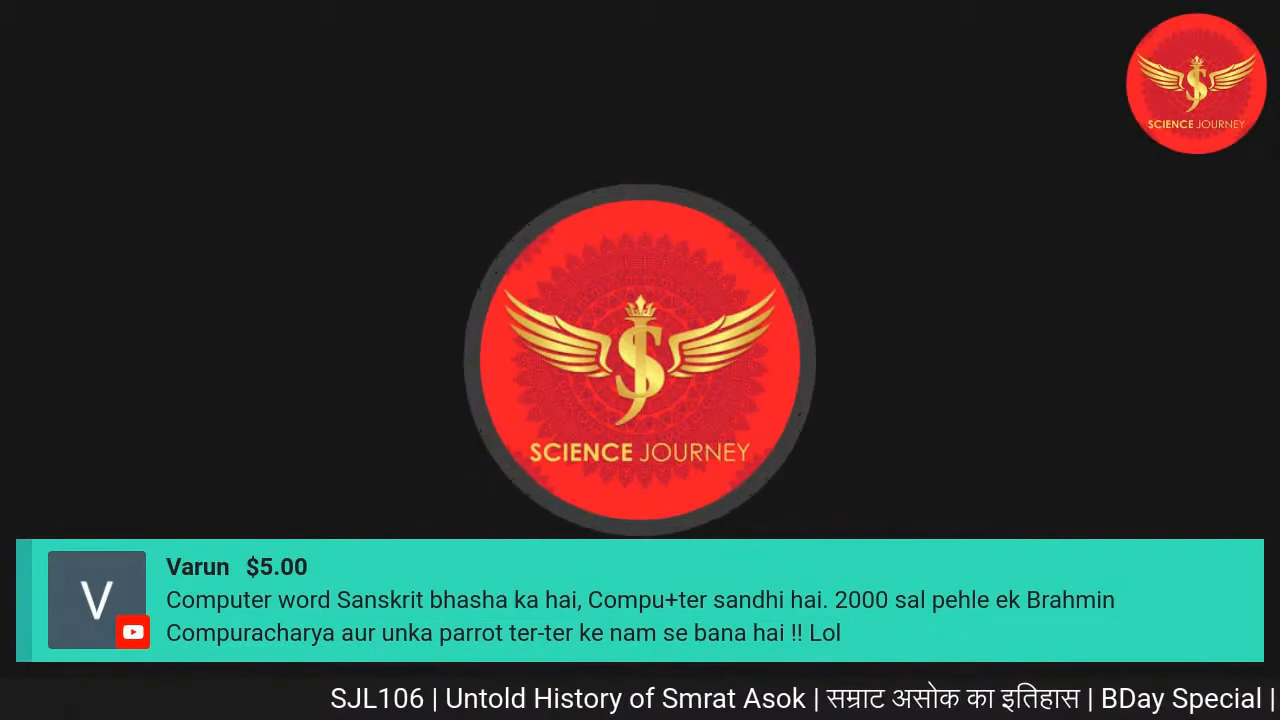 SCIENCE JOURNEY
SCIENCE JOURNEY
V
Varun $5.00
Computer word Sanskrit bhasha ka hai, Compu+ter sandhi hai. 2000 sal pehle ek Brahmin
Compuracharya aur unka parrot ter-ter ke nam se bana hai !! Lol
SJL106 | Untold History of Smrat Asok | सम्राट असोक का इतिहास | BDay Special |